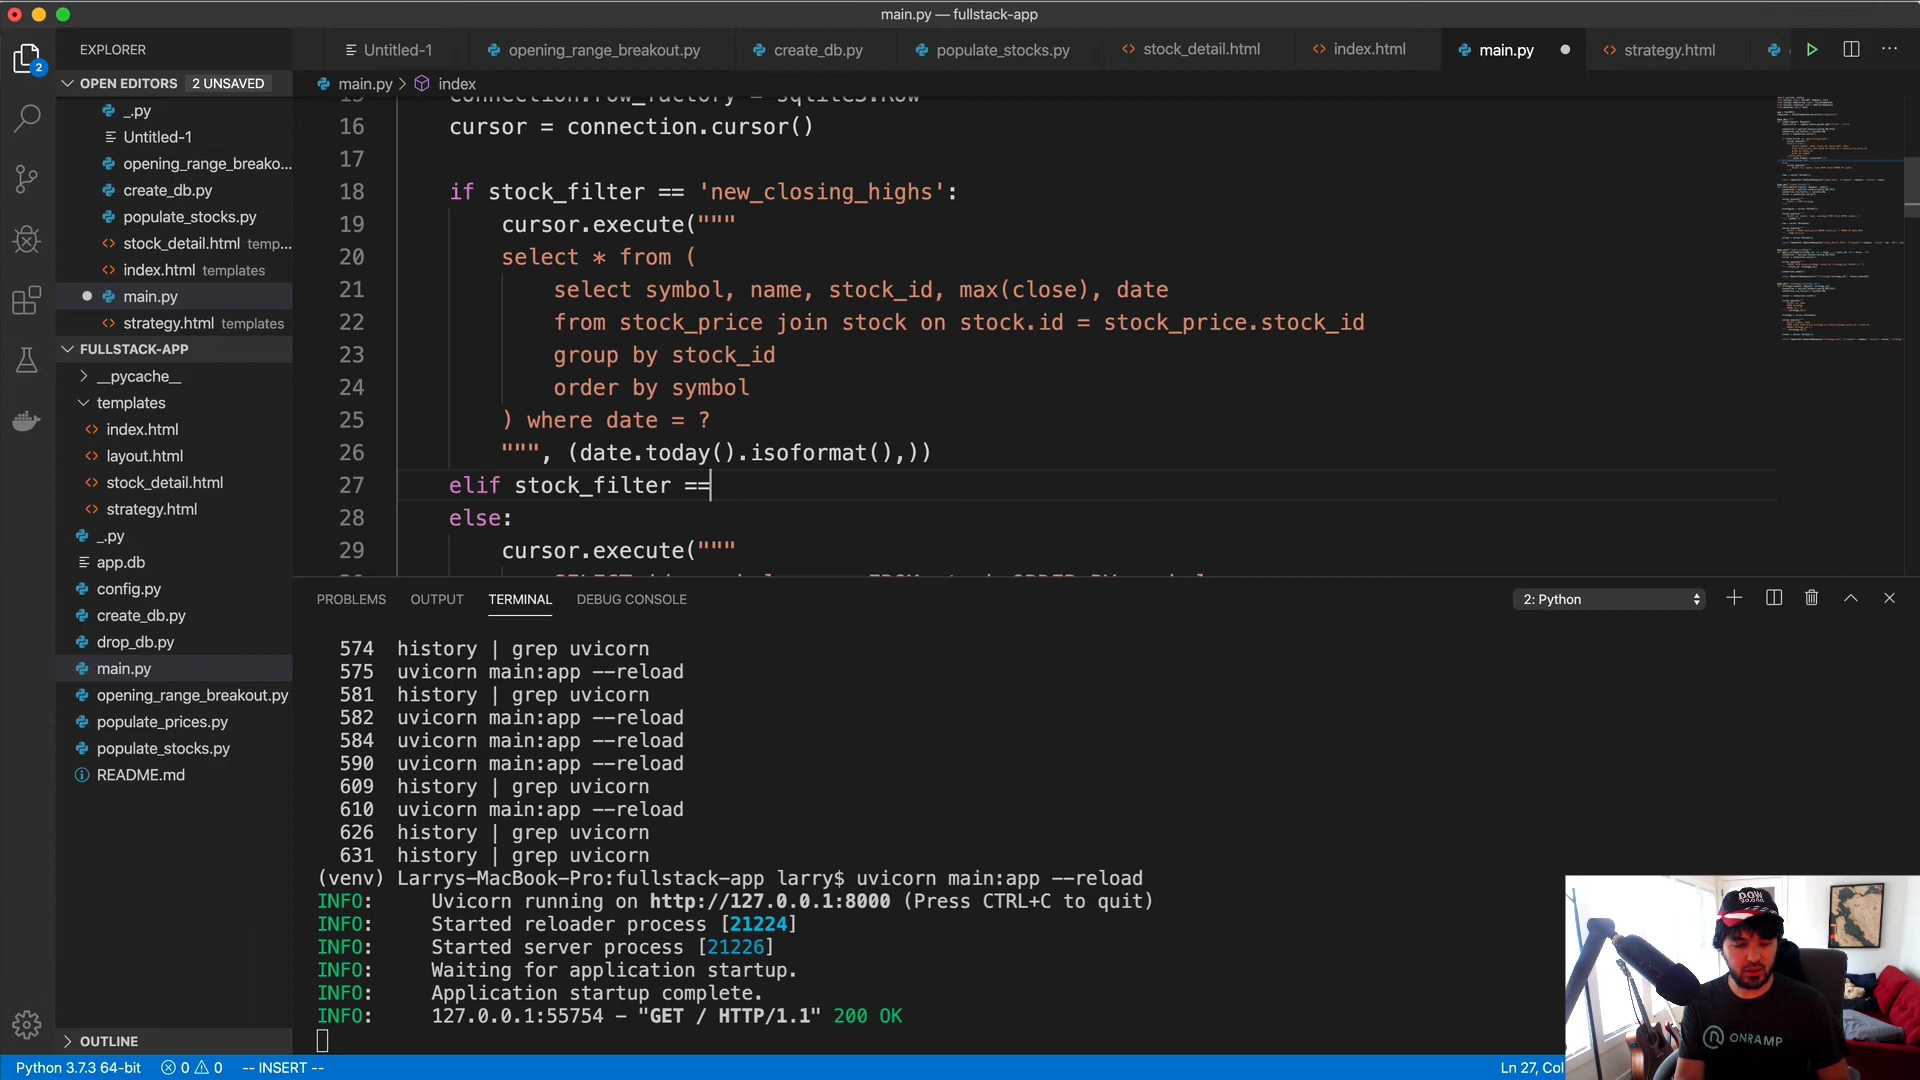 main.py — fullstack-app
EXPLORER
Untitled-1
opening_range_breakout.py
create_db.py
populate_stocks.py
stock_detail.html
index.html
main.py
strategy.html
OPEN EDITORS 2 UNSAVED
main.py > index
_.py
Untitled-1
opening_range_breako...
create_db.py
populate_stocks.py
stock_detail.html temp...
index.html templates
main.py
strategy.html templates
FULLSTACK-APP
__pycache__
templates
index.html
layout.html
stock_detail.html
strategy.html
_.py
app.db
config.py
create_db.py
drop_db.py
main.py
opening_range_breakout.py
populate_prices.py
populate_stocks.py
README.md
OUTLINE
2
15 connection.row_factory = sqlite3.Row
16 cursor = connection.cursor()
17
18 if stock_filter == 'new_closing_highs':
19 cursor.execute("""
20 select * from (
21 select symbol, name, stock_id, max(close), date
22 from stock_price join stock on stock.id = stock_price.stock_id
23 group by stock_id
24 order by symbol
25 ) where date = ?
26 """, (date.today().isoformat(),))
27 elif stock_filter ==
28 else:
29 cursor.execute("""
PROBLEMS OUTPUT TERMINAL DEBUG CONSOLE
2: Python
574 history | grep uvicorn
575 uvicorn main:app --reload
581 history | grep uvicorn
582 uvicorn main:app --reload
584 uvicorn main:app --reload
590 uvicorn main:app --reload
609 history | grep uvicorn
610 uvicorn main:app --reload
626 history | grep uvicorn
631 history | grep uvicorn
(venv) Larrys-MacBook-Pro:fullstack-app larry$ uvicorn main:app --reload
INFO: Uvicorn running on http://127.0.0.1:8000 (Press CTRL+C to quit)
INFO: Started reloader process [21224]
INFO: Started server process [21226]
INFO: Waiting for application startup.
INFO: Application startup complete.
INFO: 127.0.0.1:55754 - "GET / HTTP/1.1" 200 OK
DOW
ONRAMP
Python 3.7.3 64-bit 0 0 -- INSERT -- Ln 27, Col